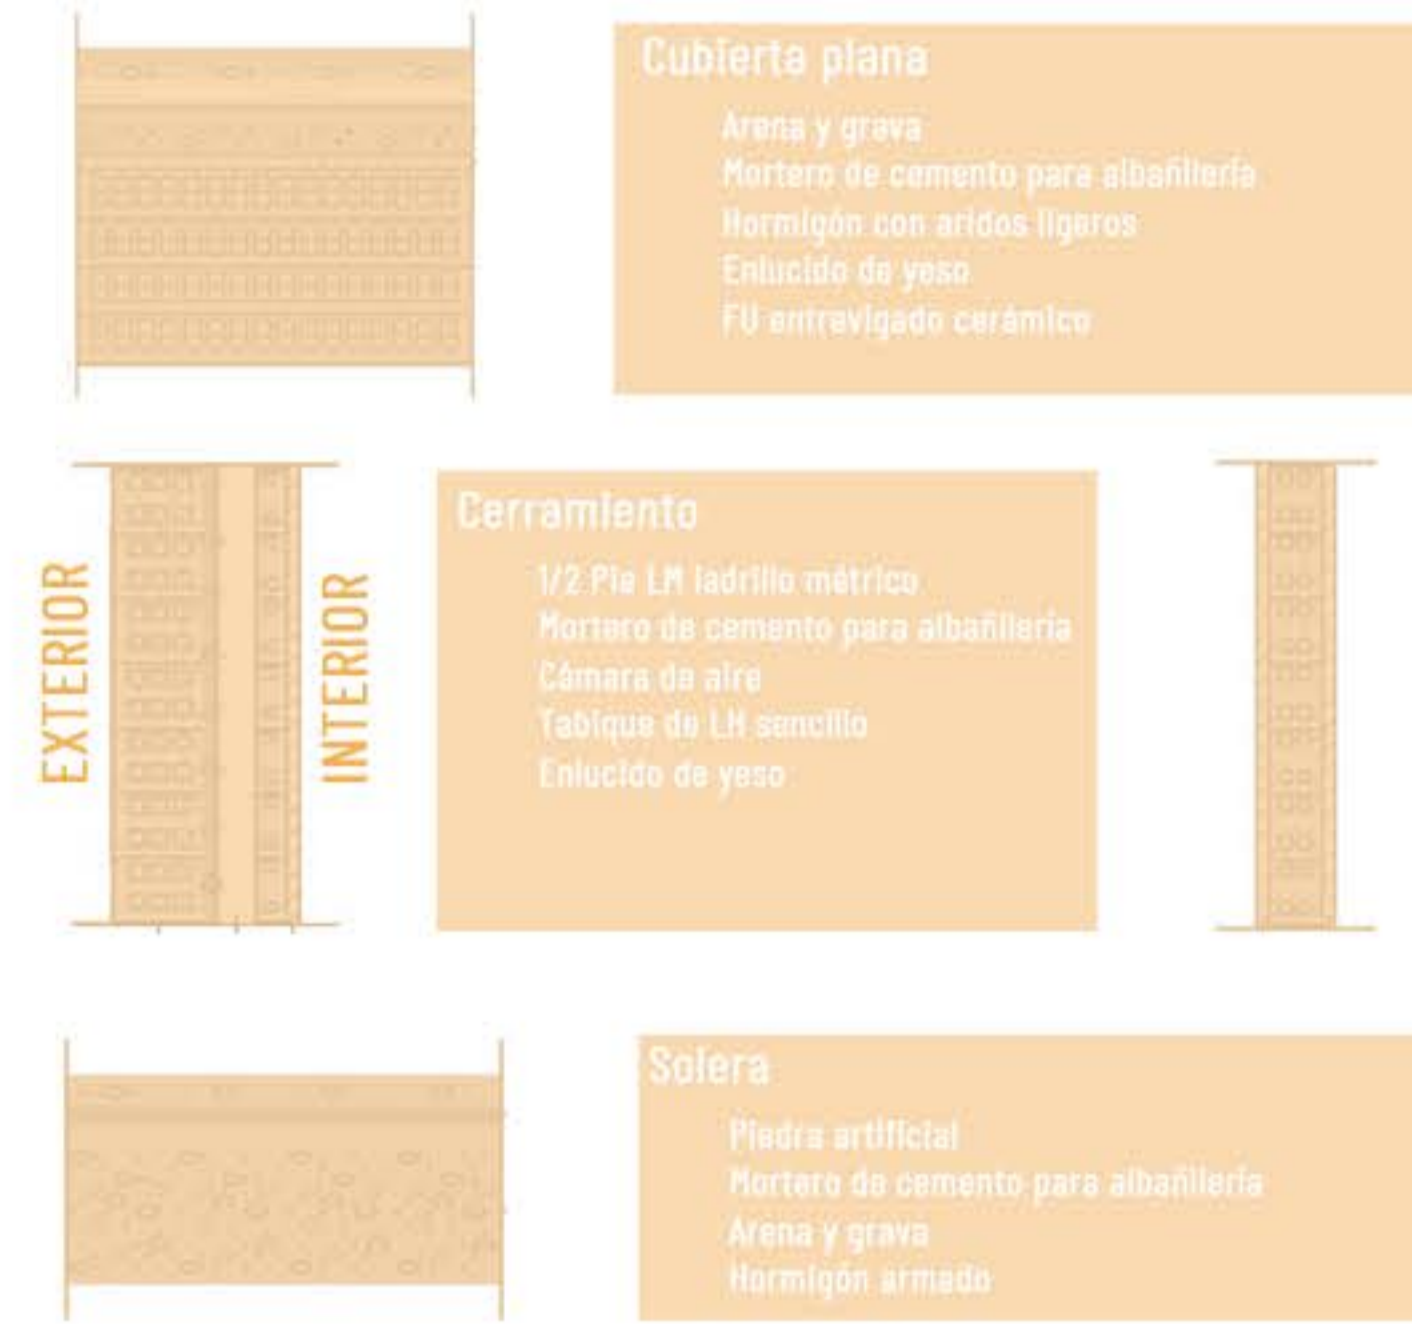 Cubierta plana
Arena y grava
Mortero de cemento para albañilería
Hormigón con aridos ligeros
Enlucido de yeso
FU entrevigado cerámico
EXTERIOR
INTERIOR
Cerramiento
1/2 Pie LM ladrillo métrico
Mortero de cemento para albañilería
Cámara de aire
Tabique de LH sencillo
Enlucido de yeso
Solera
Piedra artificial
Mortero de cemento para albañilería
Arena y grava
Hormigón armado